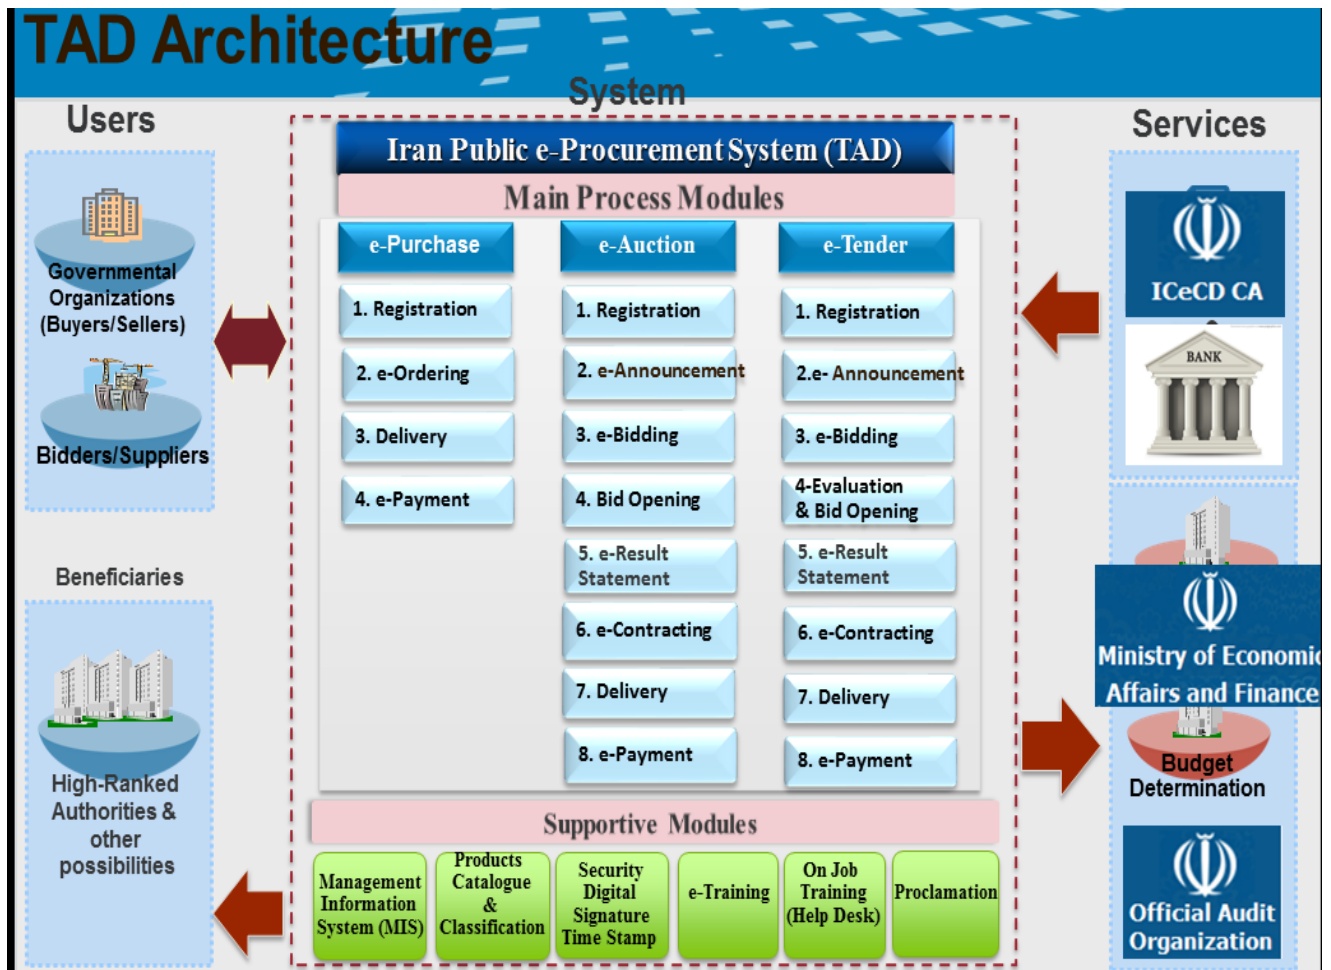 TAD Architecture
System
Users
Services
Governmental
Organizations
(Buyers/Sellers)
Bidders/Suppliers
Beneficiaries
High-Ranked
Authorities &
other
possibilities
Iran Public e-Procurement System (TAD)
Main Process Modules
e-Purchase
1. Registration
2. e-Ordering
3. Delivery
4. e-Payment
e-Auction
1. Registration
2. e-Announcement
3. e-Bidding
4. Bid Opening
5. e-Result
Statement
6. e-Contracting
7. Delivery
8. e-Payment
e-Tender
1. Registration
2.e- Announcement
3. e-Bidding
4-Evaluation
& Bid Opening
5. e-Result
Statement
6. e-Contracting
7. Delivery
8. e-Payment
Supportive Modules
Management
Information
System (MIS)
Products
Catalogue
&
Classification
Security
Digital
Signature
Time Stamp
e-Training
On Job
Training
(Help Desk)
Proclamation
ICeCD CA
BANK
Ministry of Economic
Affairs and Finance
Budget
Determination
Official Audit
Organization